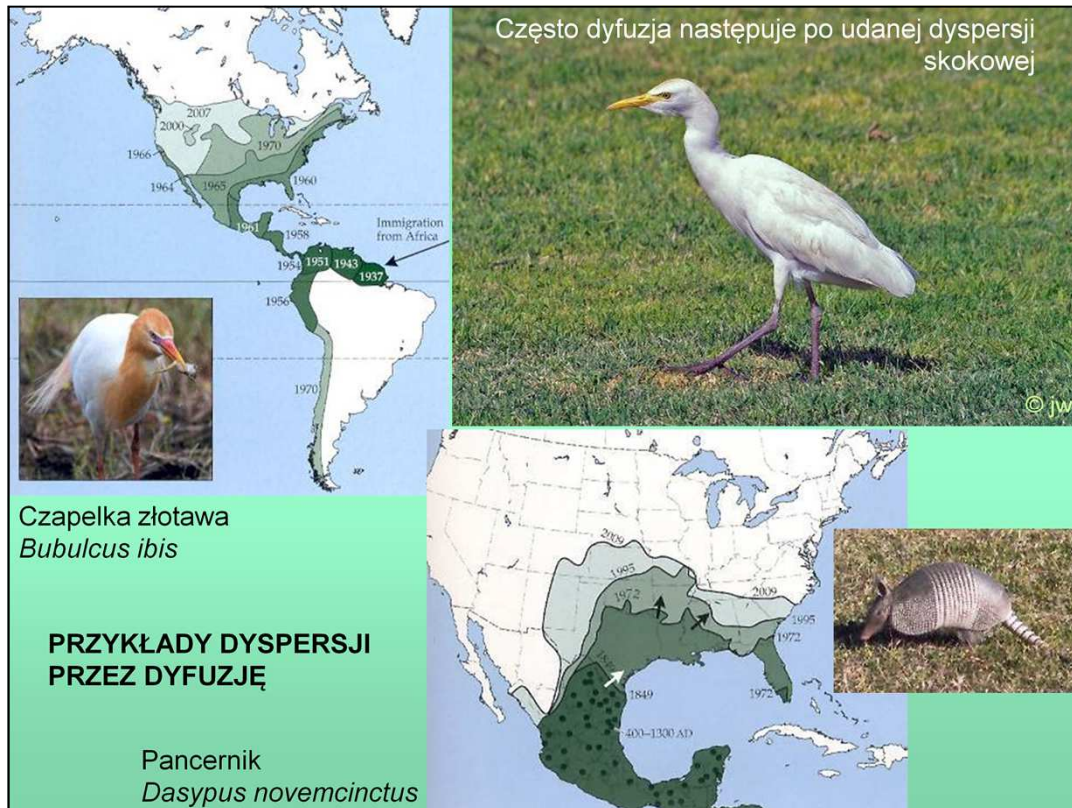 Często dyfuzja następuje po udanej dyspersji
skokowej
2007
2000
1970
1966
1964
1965
1960
Immigration
from Africa
1961
1958
1954
1951
1943
1937
1956
1970
© jw
Czapelka złotawa
Bubulcus ibis
PRZYKŁADY DYSPERSJI
PRZEZ DYFUZJĘ
Pancernik
Dasypus novemcinctus
2009
1995
1972
2009
1995
1972
1849
1972
400–1300 AD